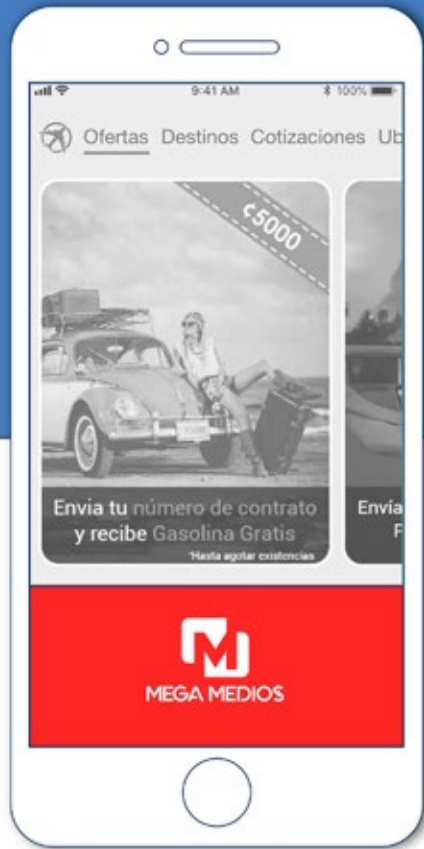 9:41 AM
100%
Ofertas Destinos Cotizaciones Ub
¢5000
Envia tu número de contrato
y recibe Gasolina Gratis
*Hasta agotar existencias
Envía
F
MEGA MEDIOS